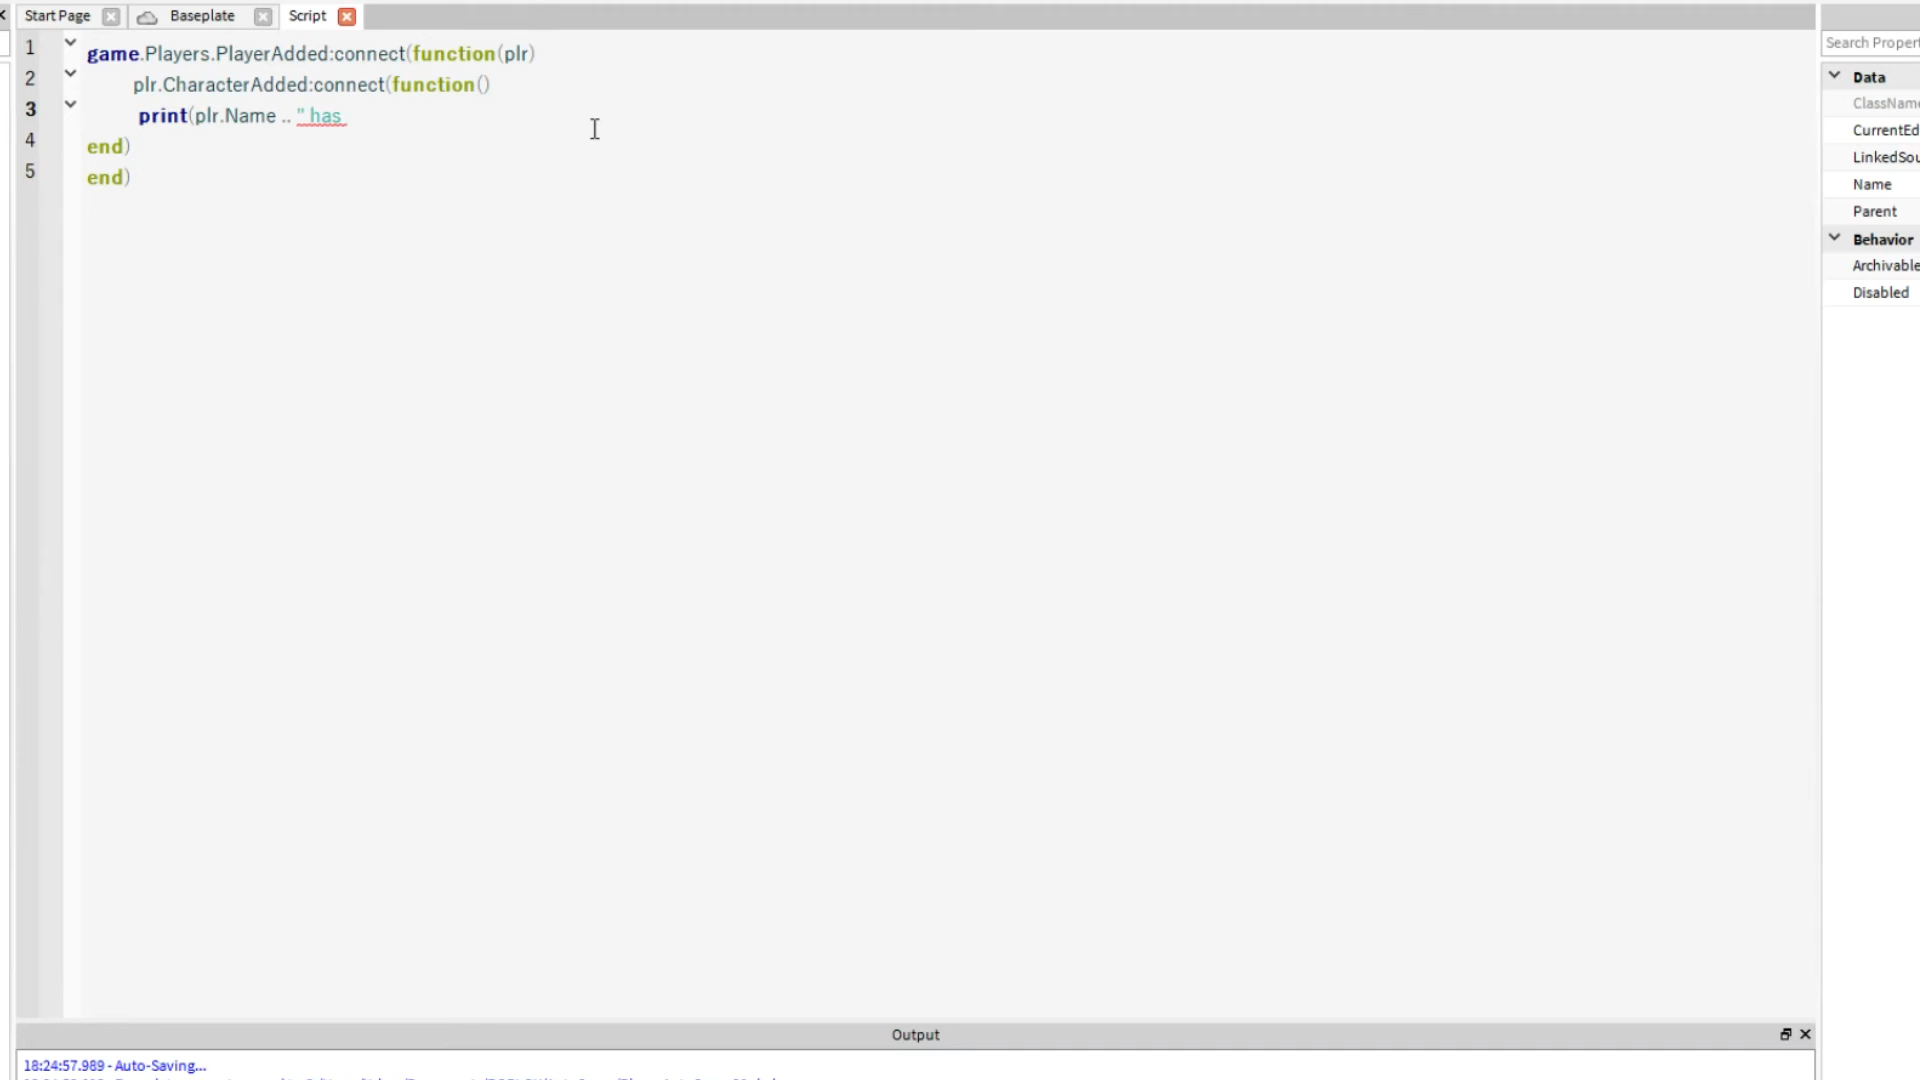 Start Page
Baseplate
Script
1 game.Players.PlayerAdded:connect(function(plr)
2 plr.CharacterAdded:connect(function()
3 print(plr.Name .. " has
4 end)
5 end)
Search Propert
Data
ClassName
CurrentEd
LinkedSou
Name
Parent
Behavior
Archivable
Disabled
Output
18:24:57.989 - Auto-Saving...